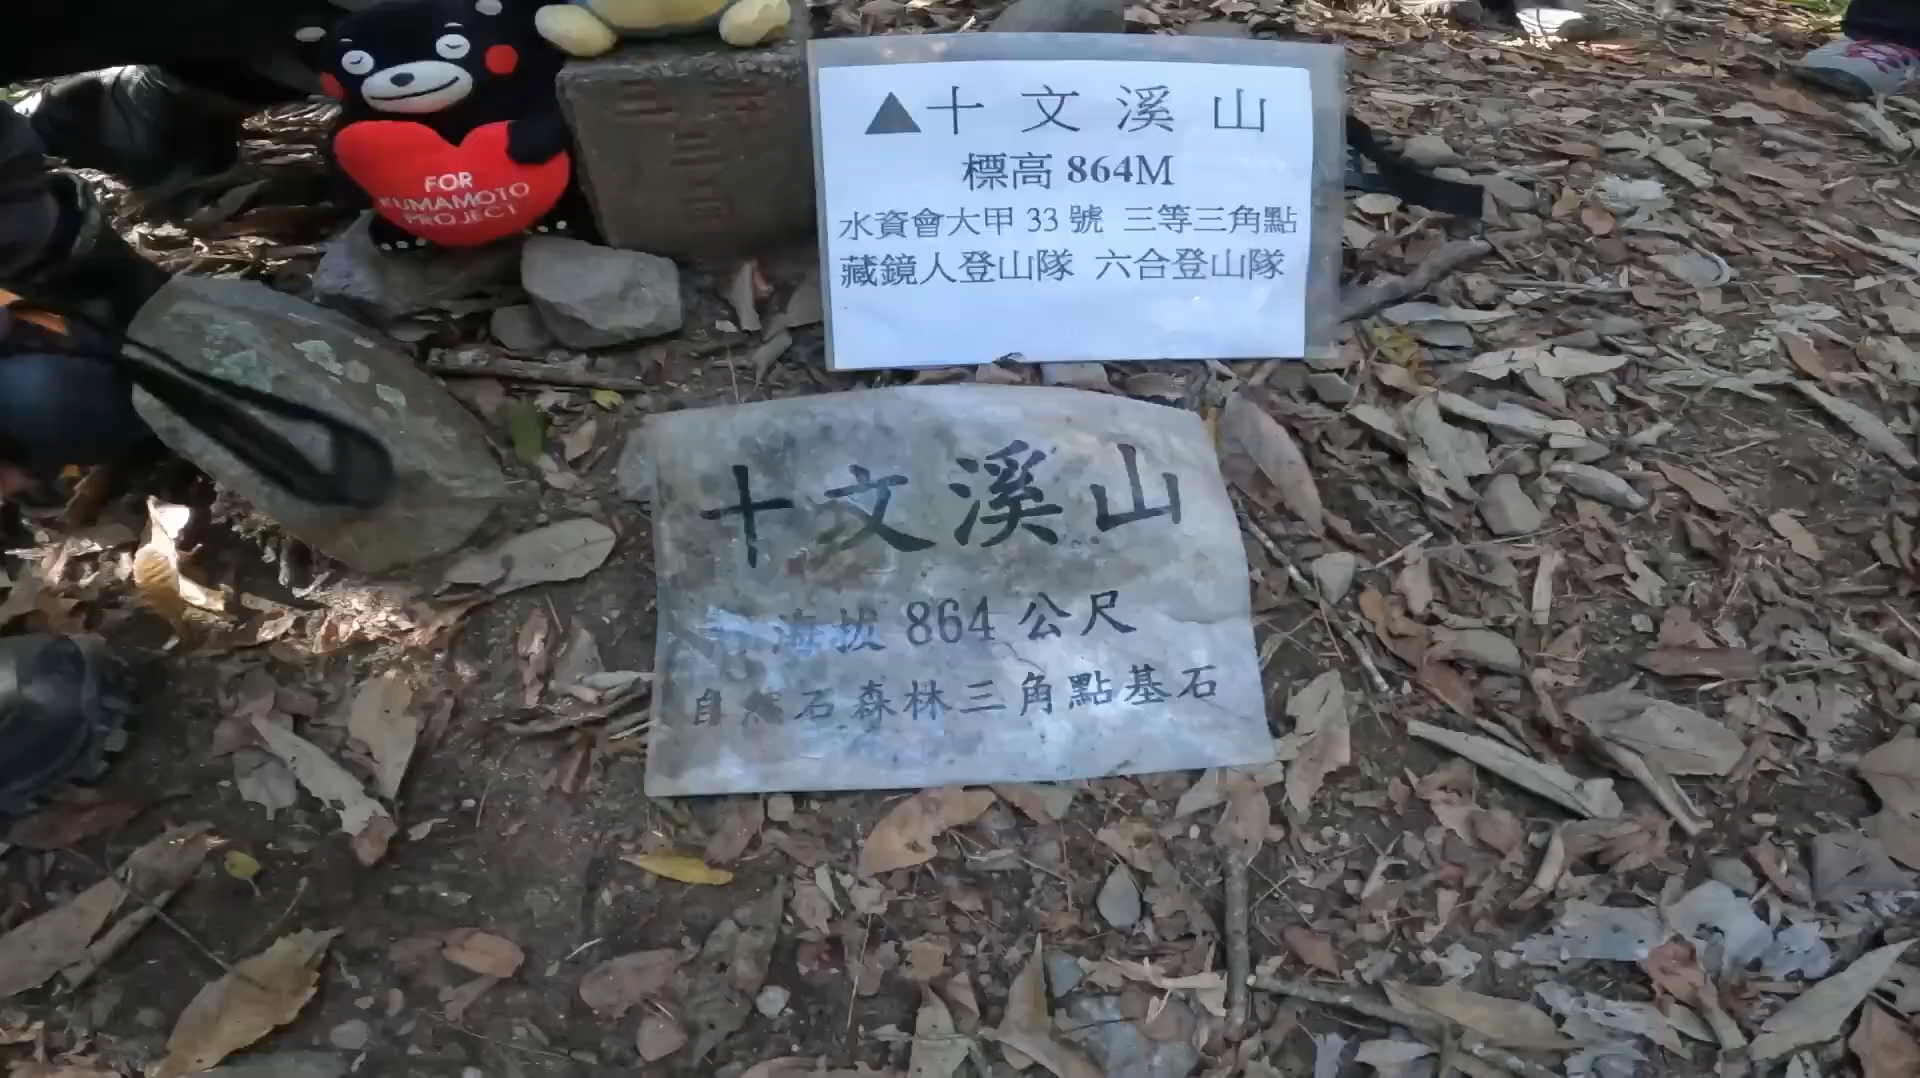 FOR
KUMAMOTO
PROJECT
▲十文溪山
標高 864M
水資會大甲 33 號 三等三角點
藏鏡人登山隊 六合登山隊
十文溪山
海拔 864 公尺
自然石森林三角點基石